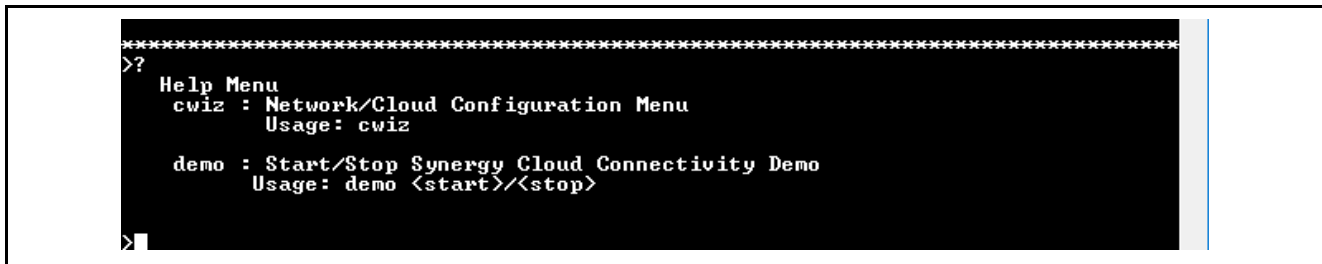 ********************************************************************************
>?
Help Menu
cwiz : Network/Cloud Configuration Menu
Usage: cwiz
demo : Start/Stop Synergy Cloud Connectivity Demo
Usage: demo <start>/<stop>
>